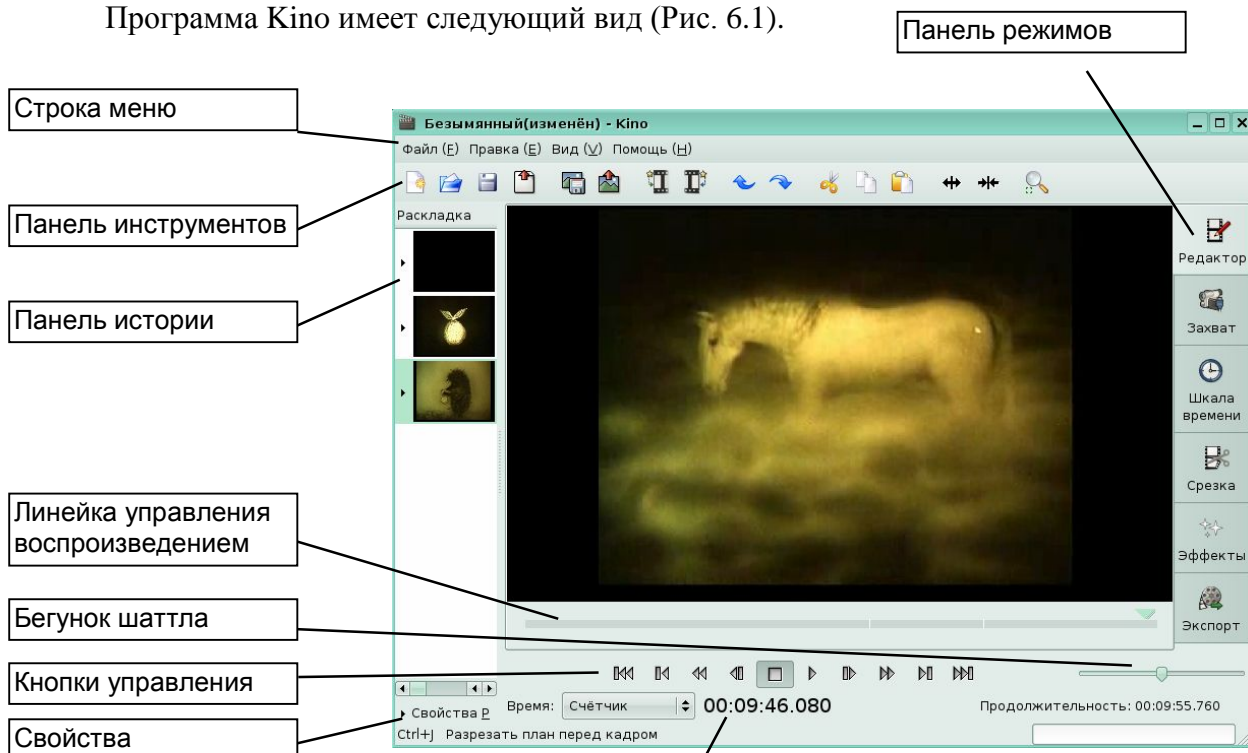 Программа Kino имеет следующий вид (Рис. 6.1).
Панель режимов
Строка меню
Панель инструментов
Панель истории
Линейка управления
воспроизведением
Бегунок шаттла
Кнопки управления
Свойства
Безымянный(изменён) - Kino
Файл (F) Правка (E) Вид (V) Помощь (H)
Раскладка
Редактор
Захват
Шкала
времени
Срезка
Эффекты
Экспорт
Свойства P
Время: Счётчик 00:09:46.080 Продолжительность: 00:09:55.760
Ctrl+J Разрезать план перед кадром